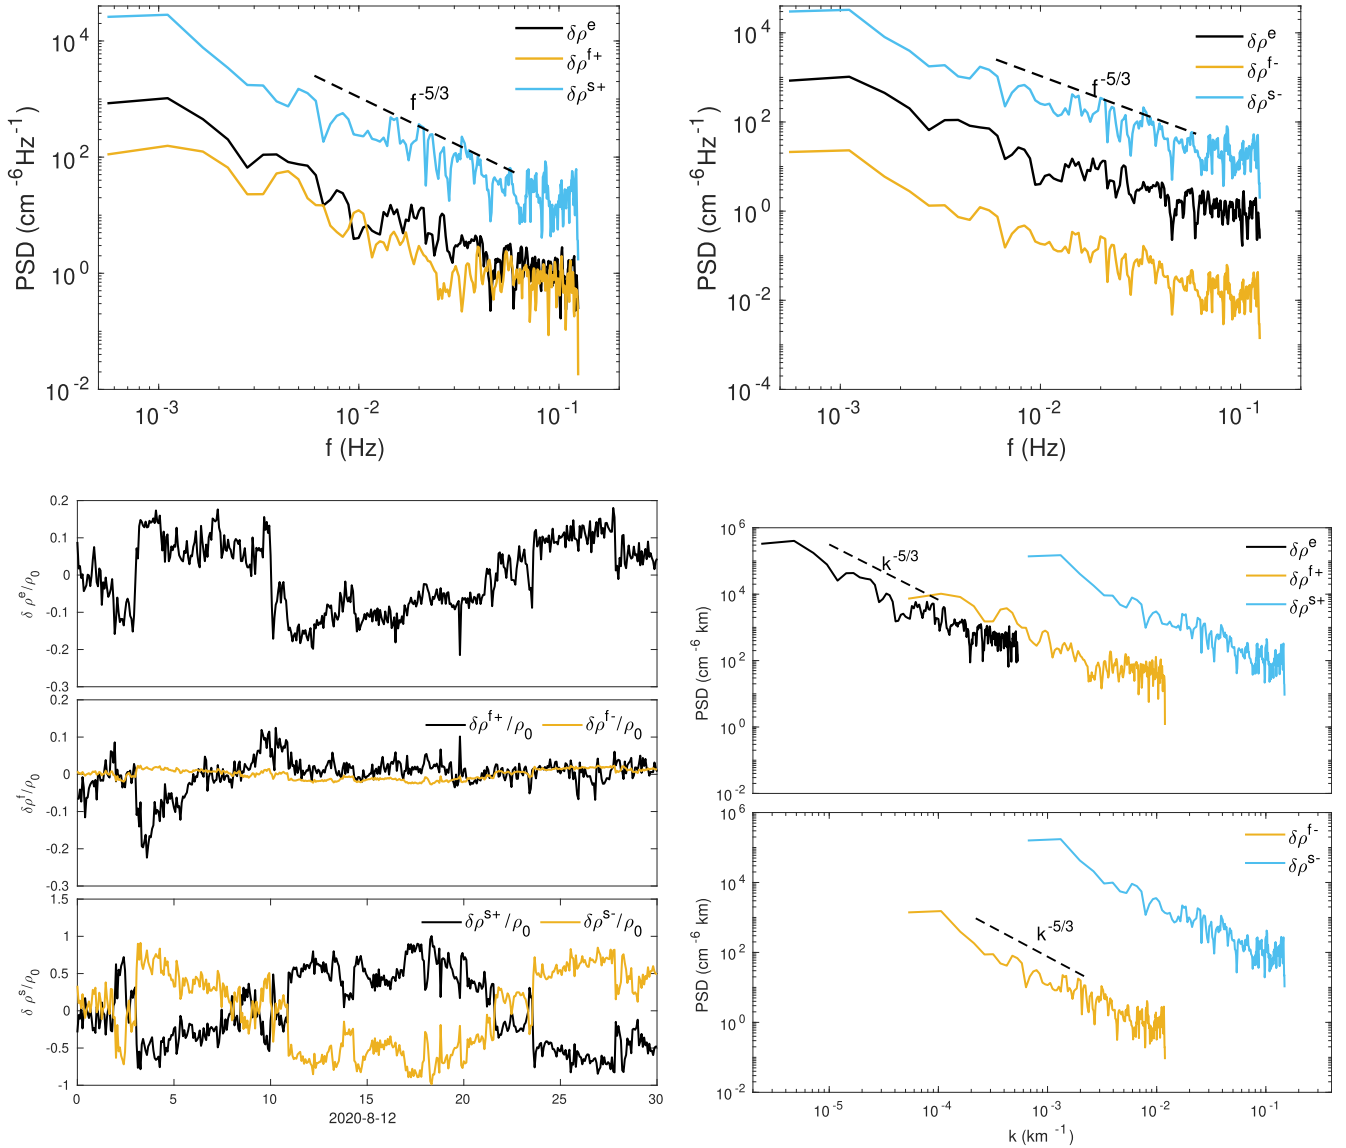 δρ^e
δρ^f+
δρ^s+
f^-5/3
PSD (cm^-6Hz^-1)
10^4
10^2
10^0
10^-2
10^-3 10^-2 10^-1
f (Hz)
δρ^e
δρ^f-
δρ^s-
f^-5/3
PSD (cm^-6Hz^-1)
10^4
10^2
10^0
10^-2
10^-4
10^-3 10^-2 10^-1
f (Hz)
0.2
0.1
0
-0.1
-0.2
-0.3
δ ρ^e/ρ_0
0.2
0.1
0
-0.1
-0.2
-0.3
δρ^f/ρ_0
δρ^f+/ρ_0 δρ^f-/ρ_0
1.5
1
0.5
0
-0.5
-1
δ ρ^s/ρ_0
δρ^s+/ρ_0 δρ^s-/ρ_0
0 5 10 15 20 25 30
2020-8-12
10^6
10^4
10^2
10^0
10^-2
PSD (cm^-6 km)
k^-5/3
δρ^e
δρ^f+
δρ^s+
10^6
10^4
10^2
10^0
10^-2
PSD (cm^-6 km)
k^-5/3
δρ^f-
δρ^s-
10^-5 10^-4 10^-3 10^-2 10^-1
k (km^-1)